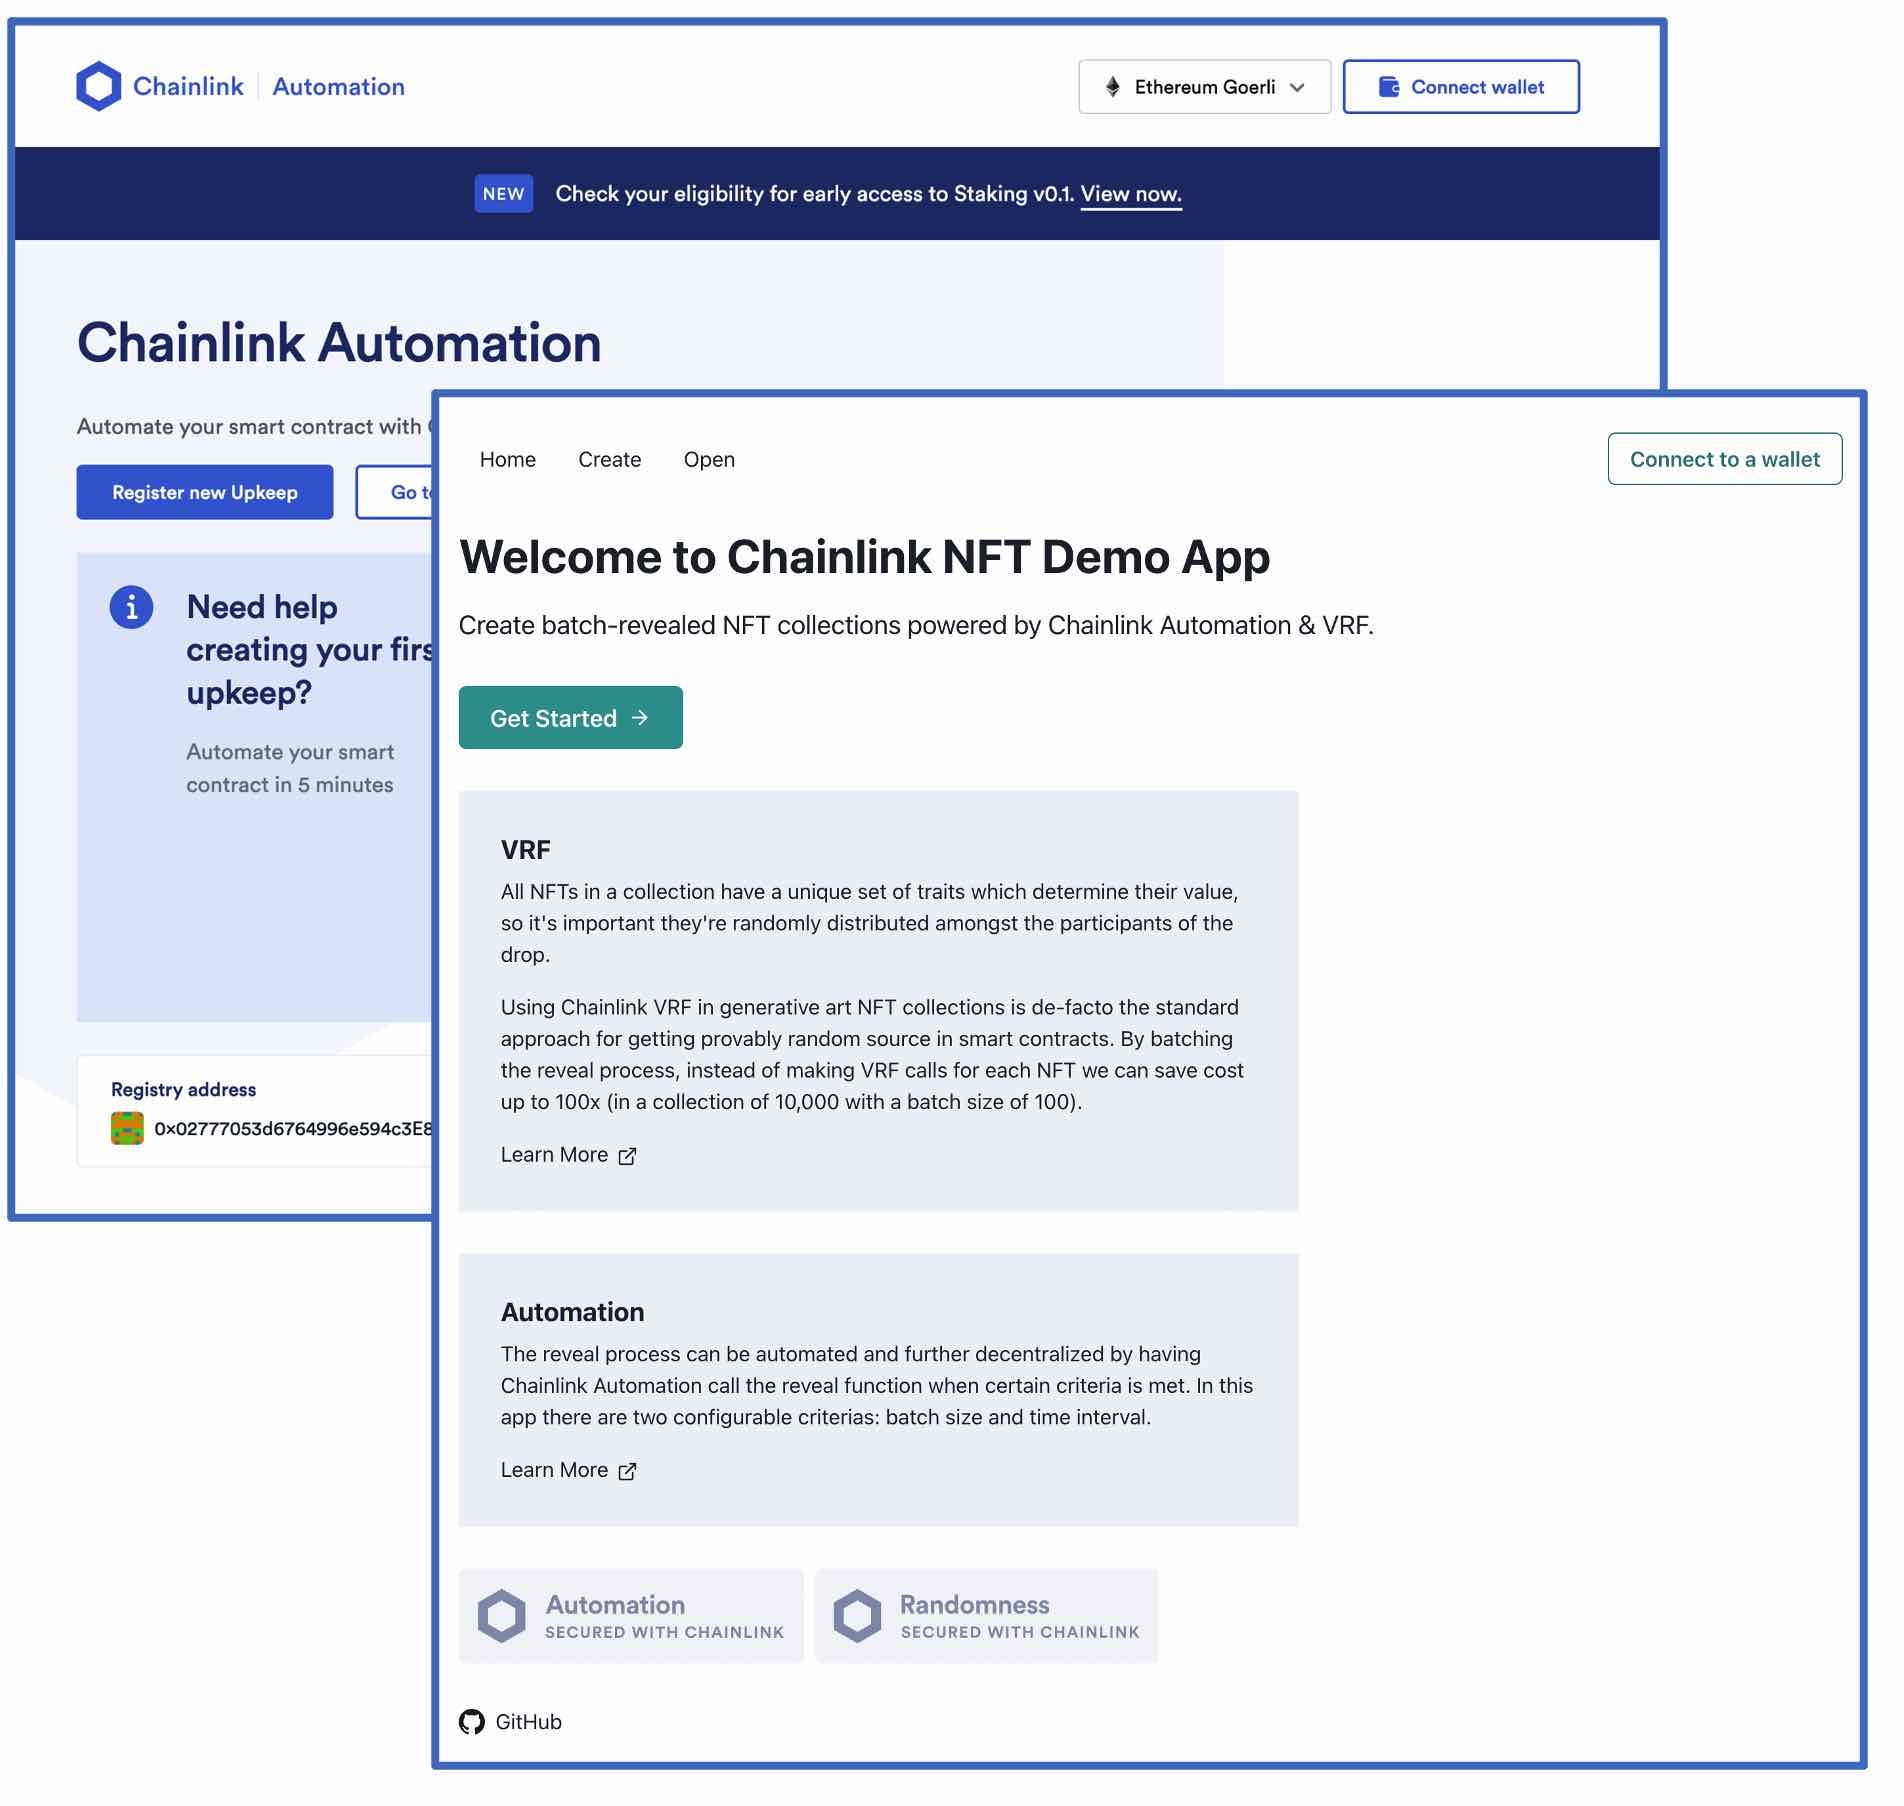 Chainlink | Automation
Ethereum Goerli
Connect wallet
NEW Check your eligibility for early access to Staking v0.1. View now.
Chainlink Automation
Automate your smart contract with
Register new Upkeep
Go
Need help
creating your
upkeep?
Automate your smart
contract in 5 minutes
Registry address
0x02777053d6764996e594c3E8
Home Create Open
Connect to a wallet
Welcome to Chainlink NFT Demo App
Create batch-revealed NFT collections powered by Chainlink Automation & VRF.
Get Started →
VRF
All NFTs in a collection have a unique set of traits which determine their value,
so it's important they're randomly distributed amongst the participants of the
drop.
Using Chainlink VRF in generative art NFT collections is de-facto the standard
approach for getting provably random source in smart contracts. By batching
the reveal process, instead of making VRF calls for each NFT we can save cost
up to 100x (in a collection of 10,000 with a batch size of 100).
Learn More
Automation
The reveal process can be automated and further decentralized by having
Chainlink Automation call the reveal function when certain criteria is met. In this
app there are two configurable criterias: batch size and time interval.
Learn More
Automation
SECURED WITH CHAINLINK
Randomness
SECURED WITH CHAINLINK
GitHub